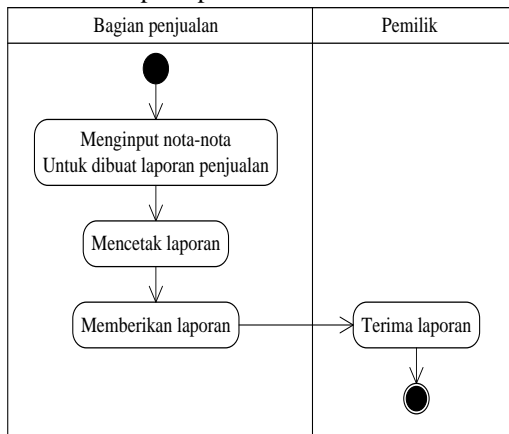 Bagian penjualan
Pemilik
Menginput nota-nota
Untuk dibuat laporan penjualan
Mencetak laporan
Memberikan laporan
Terima laporan